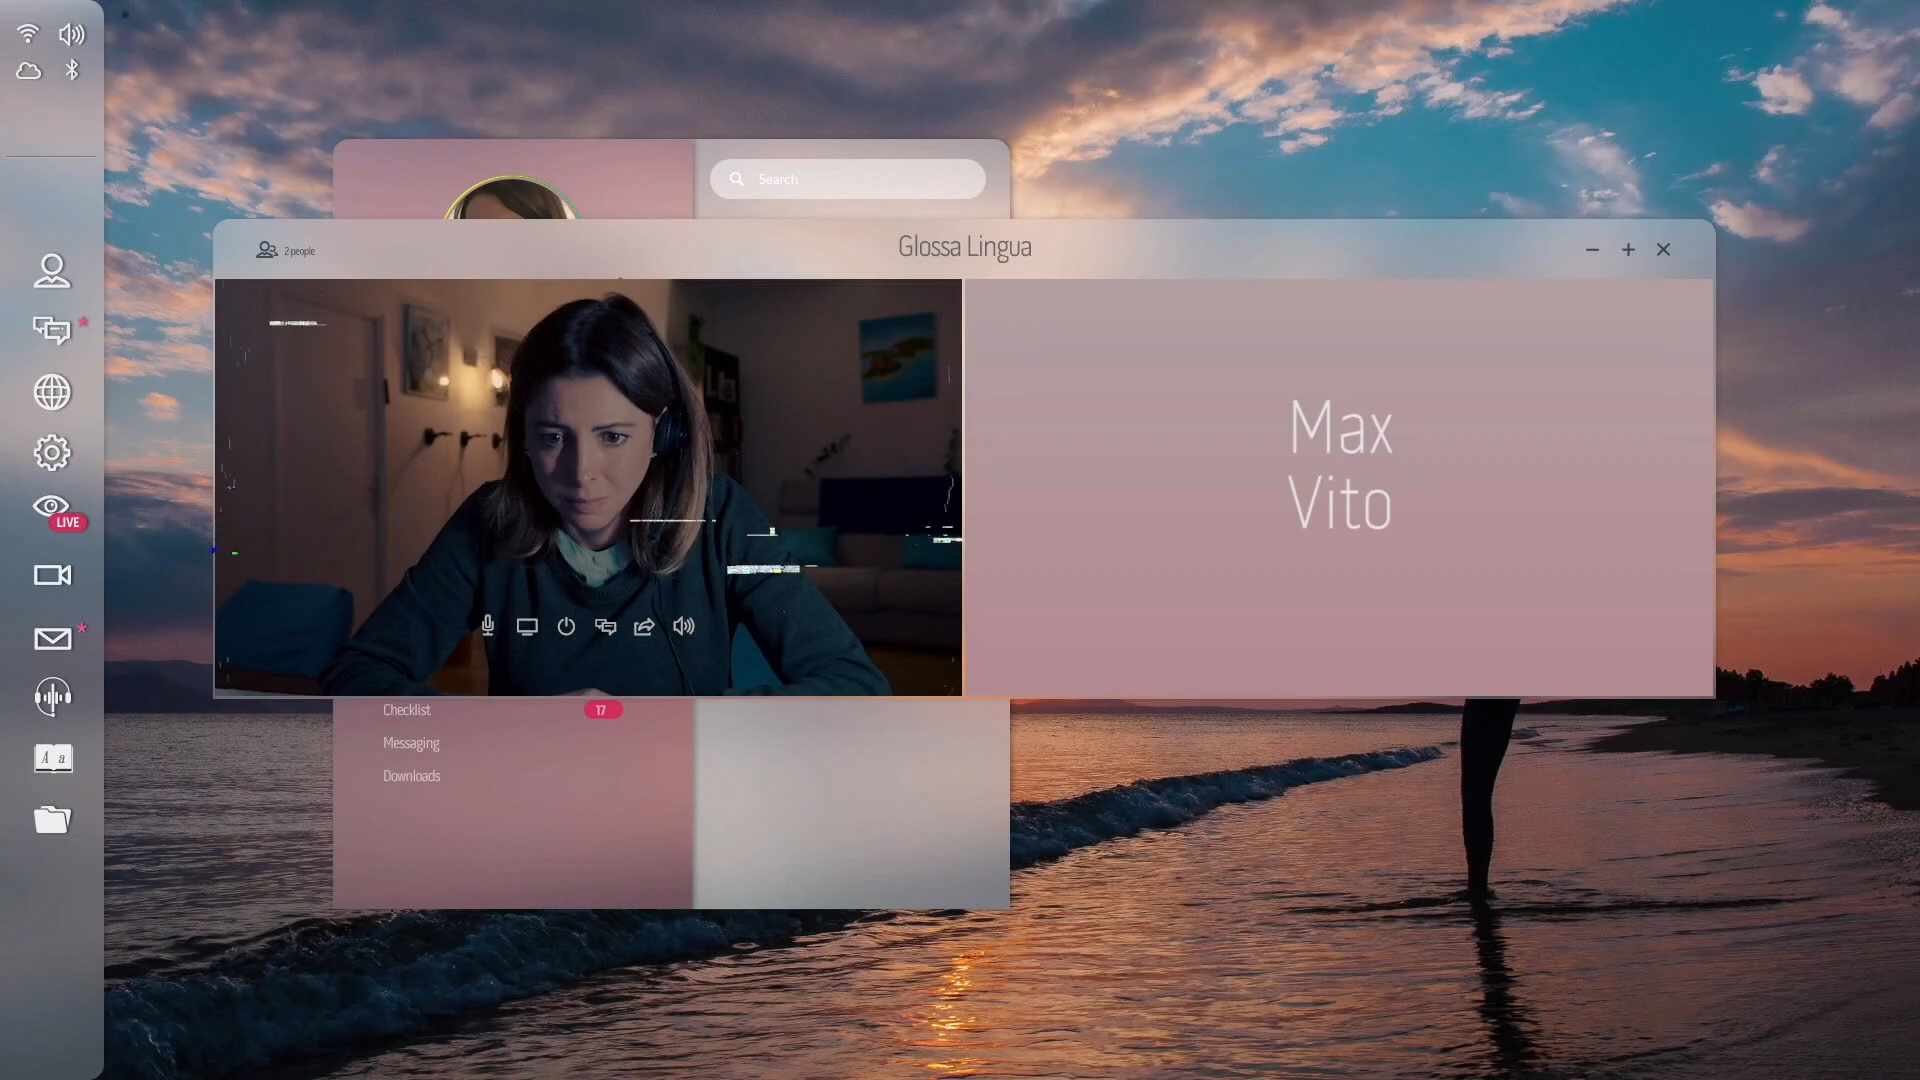 Search
2 people
Glossa Lingua
Max
Vito
LIVE
Checklist
17
Messaging
Downloads
A a